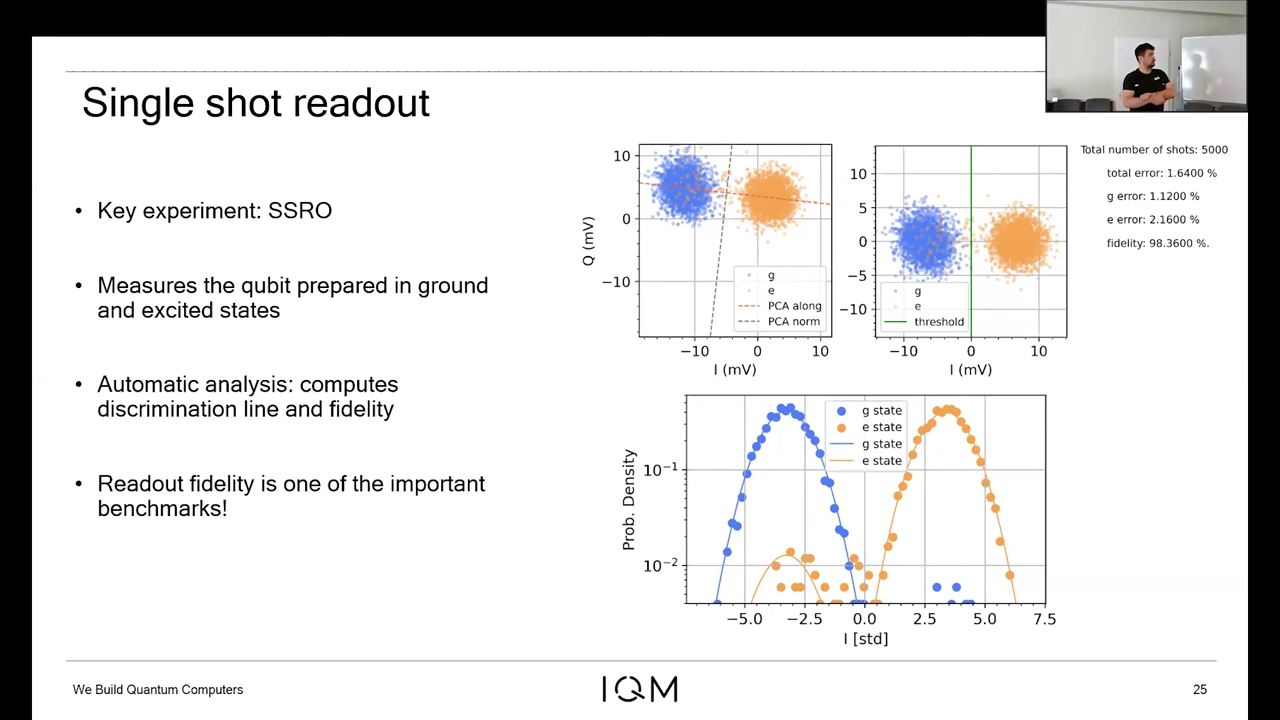 Single shot readout
• Key experiment: SSRO
• Measures the qubit prepared in ground
and excited states
• Automatic analysis: computes
discrimination line and fidelity
• Readout fidelity is one of the important
benchmarks!
10
0
−10
Q (mV)
−10 0 10
I (mV)
g
e
PCA along
PCA norm
10
5
0
−5
−10
−10 0 10
I (mV)
g
e
threshold
Total number of shots: 5000
total error: 1.6400 %
g error: 1.1200 %
e error: 2.1600 %
fidelity: 98.3600 %.
Prob. Density
10⁻¹
10⁻²
g state
e state
g state
e state
−5.0 −2.5 0.0 2.5 5.0 7.5
I [std]
We Build Quantum Computers
IQM
25